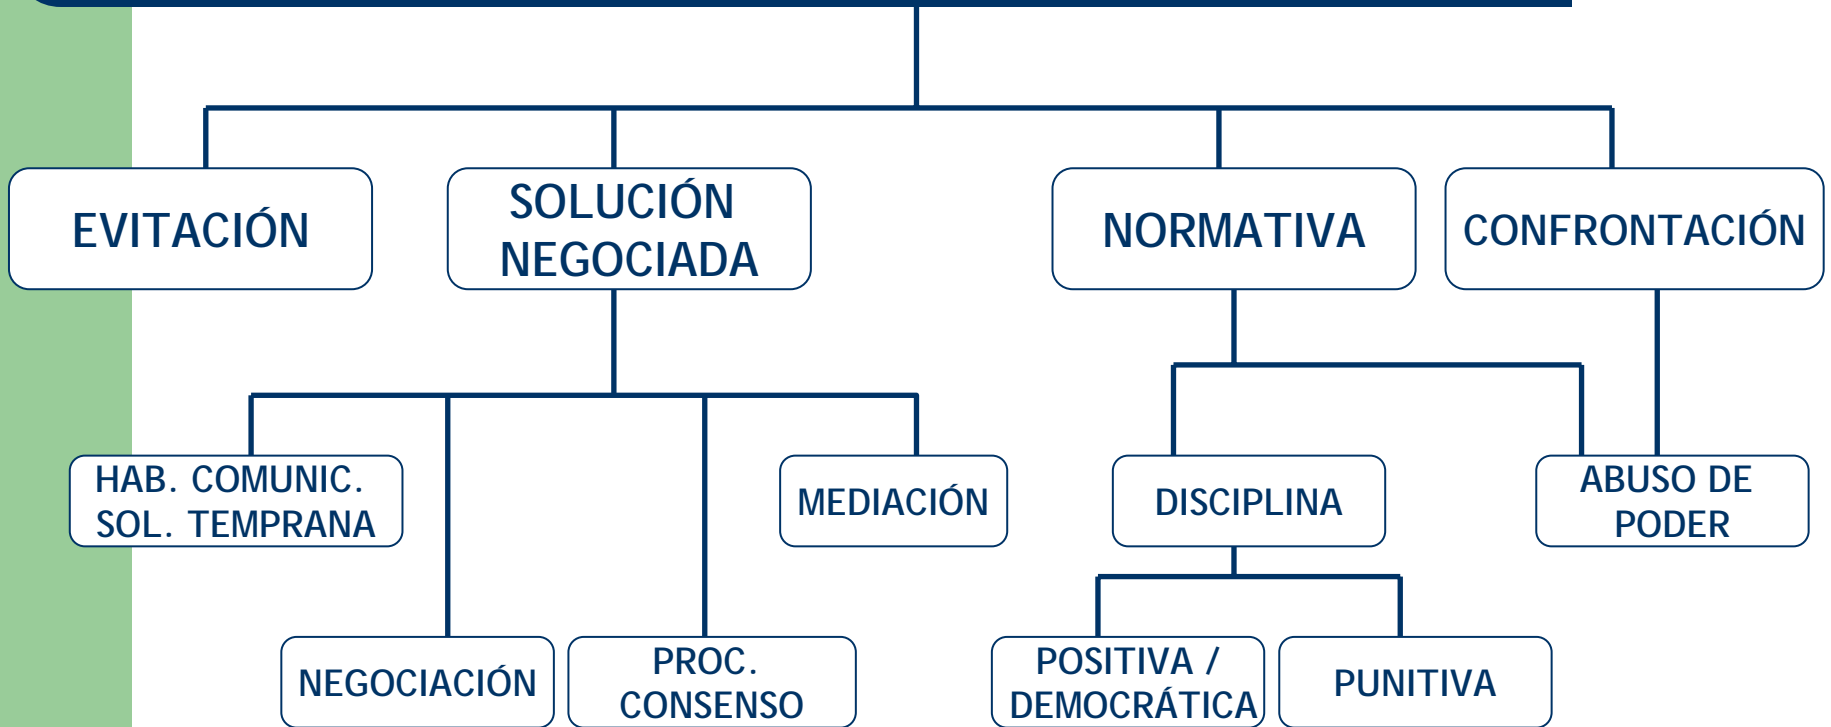 EVITACIÓN
SOLUCIÓN
NEGOCIADA
NORMATIVA
CONFRONTACIÓN
HAB. COMUNIC.
SOL. TEMPRANA
MEDIACIÓN
DISCIPLINA
ABUSO DE
PODER
NEGOCIACIÓN
PROC.
CONSENSO
POSITIVA /
DEMOCRÁTICA
PUNITIVA